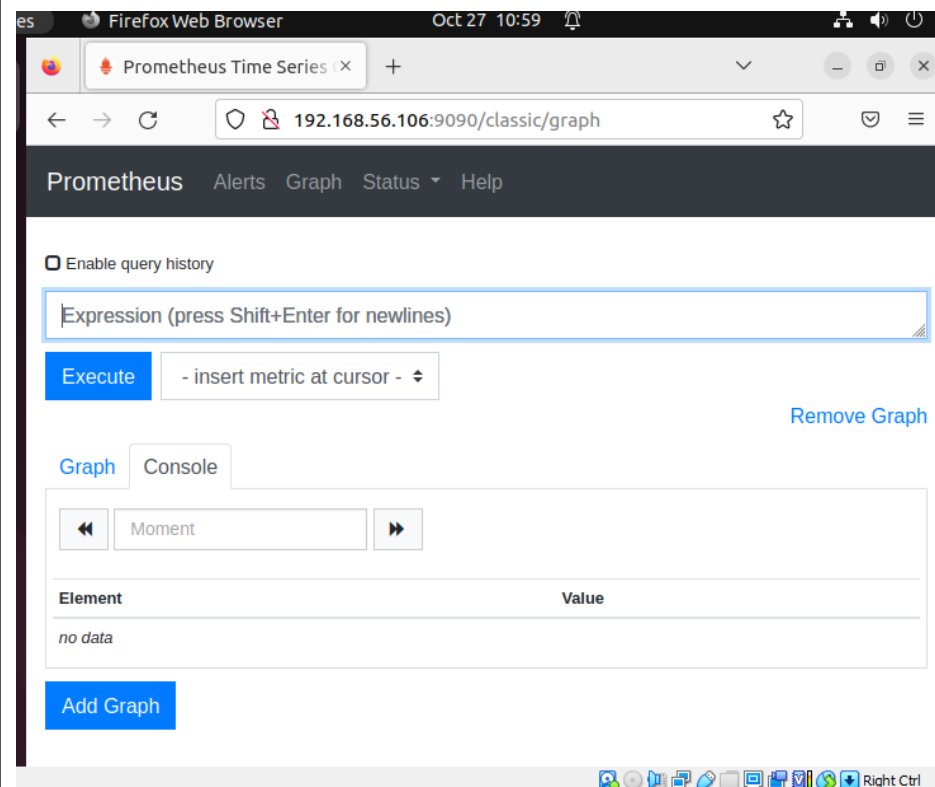 es Firefox Web Browser Oct 27 10:59
Prometheus Time Series
192.168.56.106:9090/classic/graph
Prometheus Alerts Graph Status Help
Enable query history
Expression (press Shift+Enter for newlines)
Execute - insert metric at cursor -
Remove Graph
Graph Console
Moment
Element Value
no data
Add Graph
Right Ctrl